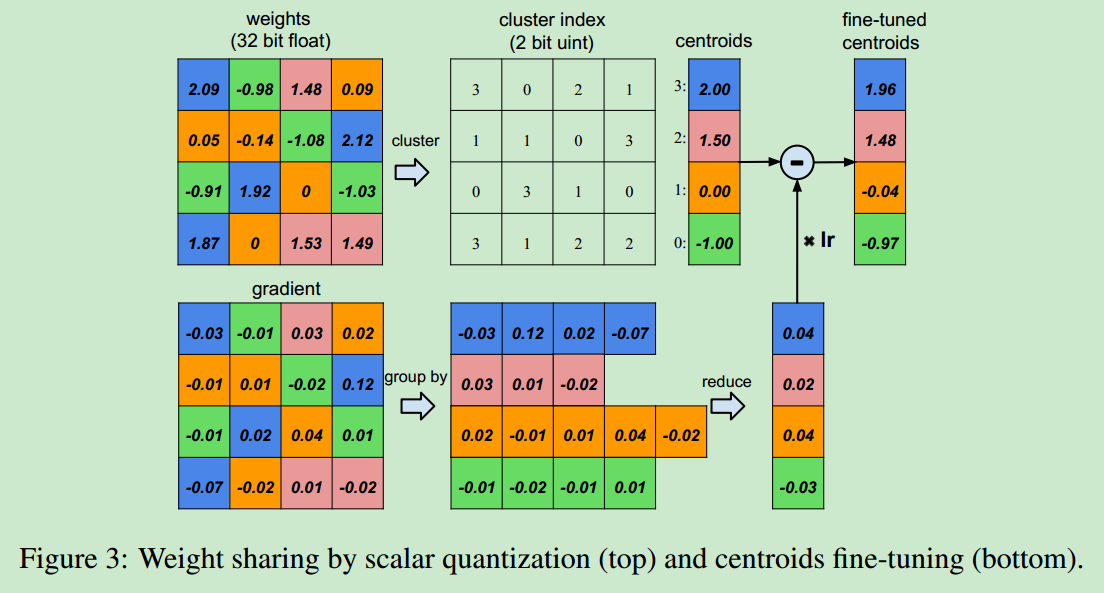 weights
(32 bit float)
cluster index
(2 bit uint)
centroids
fine-tuned
centroids
2.09 -0.98 1.48 0.09
0.05 -0.14 -1.08 2.12
-0.91 1.92 0 -1.03
1.87 0 1.53 1.49
cluster
3 0 2 1
1 1 0 3
0 3 1 0
3 1 2 2
3: 2.00
2: 1.50
1: 0.00
0: -1.00
-
× lr
1.96
1.48
-0.04
-0.97
gradient
-0.03 -0.01 0.03 0.02
-0.01 0.01 -0.02 0.12
-0.01 0.02 0.04 0.01
-0.07 -0.02 0.01 -0.02
group by
-0.03 0.12 0.02 -0.07
0.03 0.01 -0.02
0.02 -0.01 0.01 0.04 -0.02
-0.01 -0.02 -0.01 0.01
reduce
0.04
0.02
0.04
-0.03
Figure 3: Weight sharing by scalar quantization (top) and centroids fine-tuning (bottom).